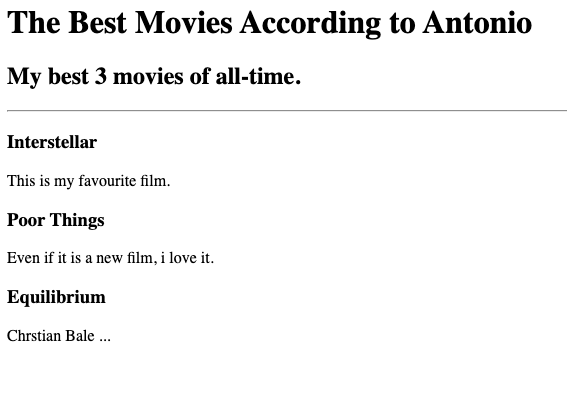 The Best Movies According to Antonio
My best 3 movies of all-time.
Interstellar
This is my favourite film.
Poor Things
Even if it is a new film, i love it.
Equilibrium
Chrstian Bale ...